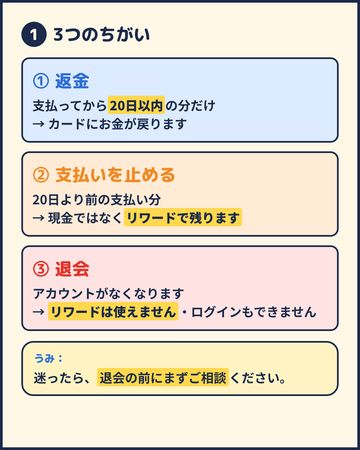 1 3つのちがい
① 返金
支払ってから20日以内の分だけ
→ カードにお金が戻ります
② 支払いを止める
20日より前の支払い分
→ 現金ではなくリワードで残ります
③ 退会
アカウントがなくなります
→ リワードは使えません・ログインもできません
うみ：
迷ったら、退会の前にまずご相談ください。